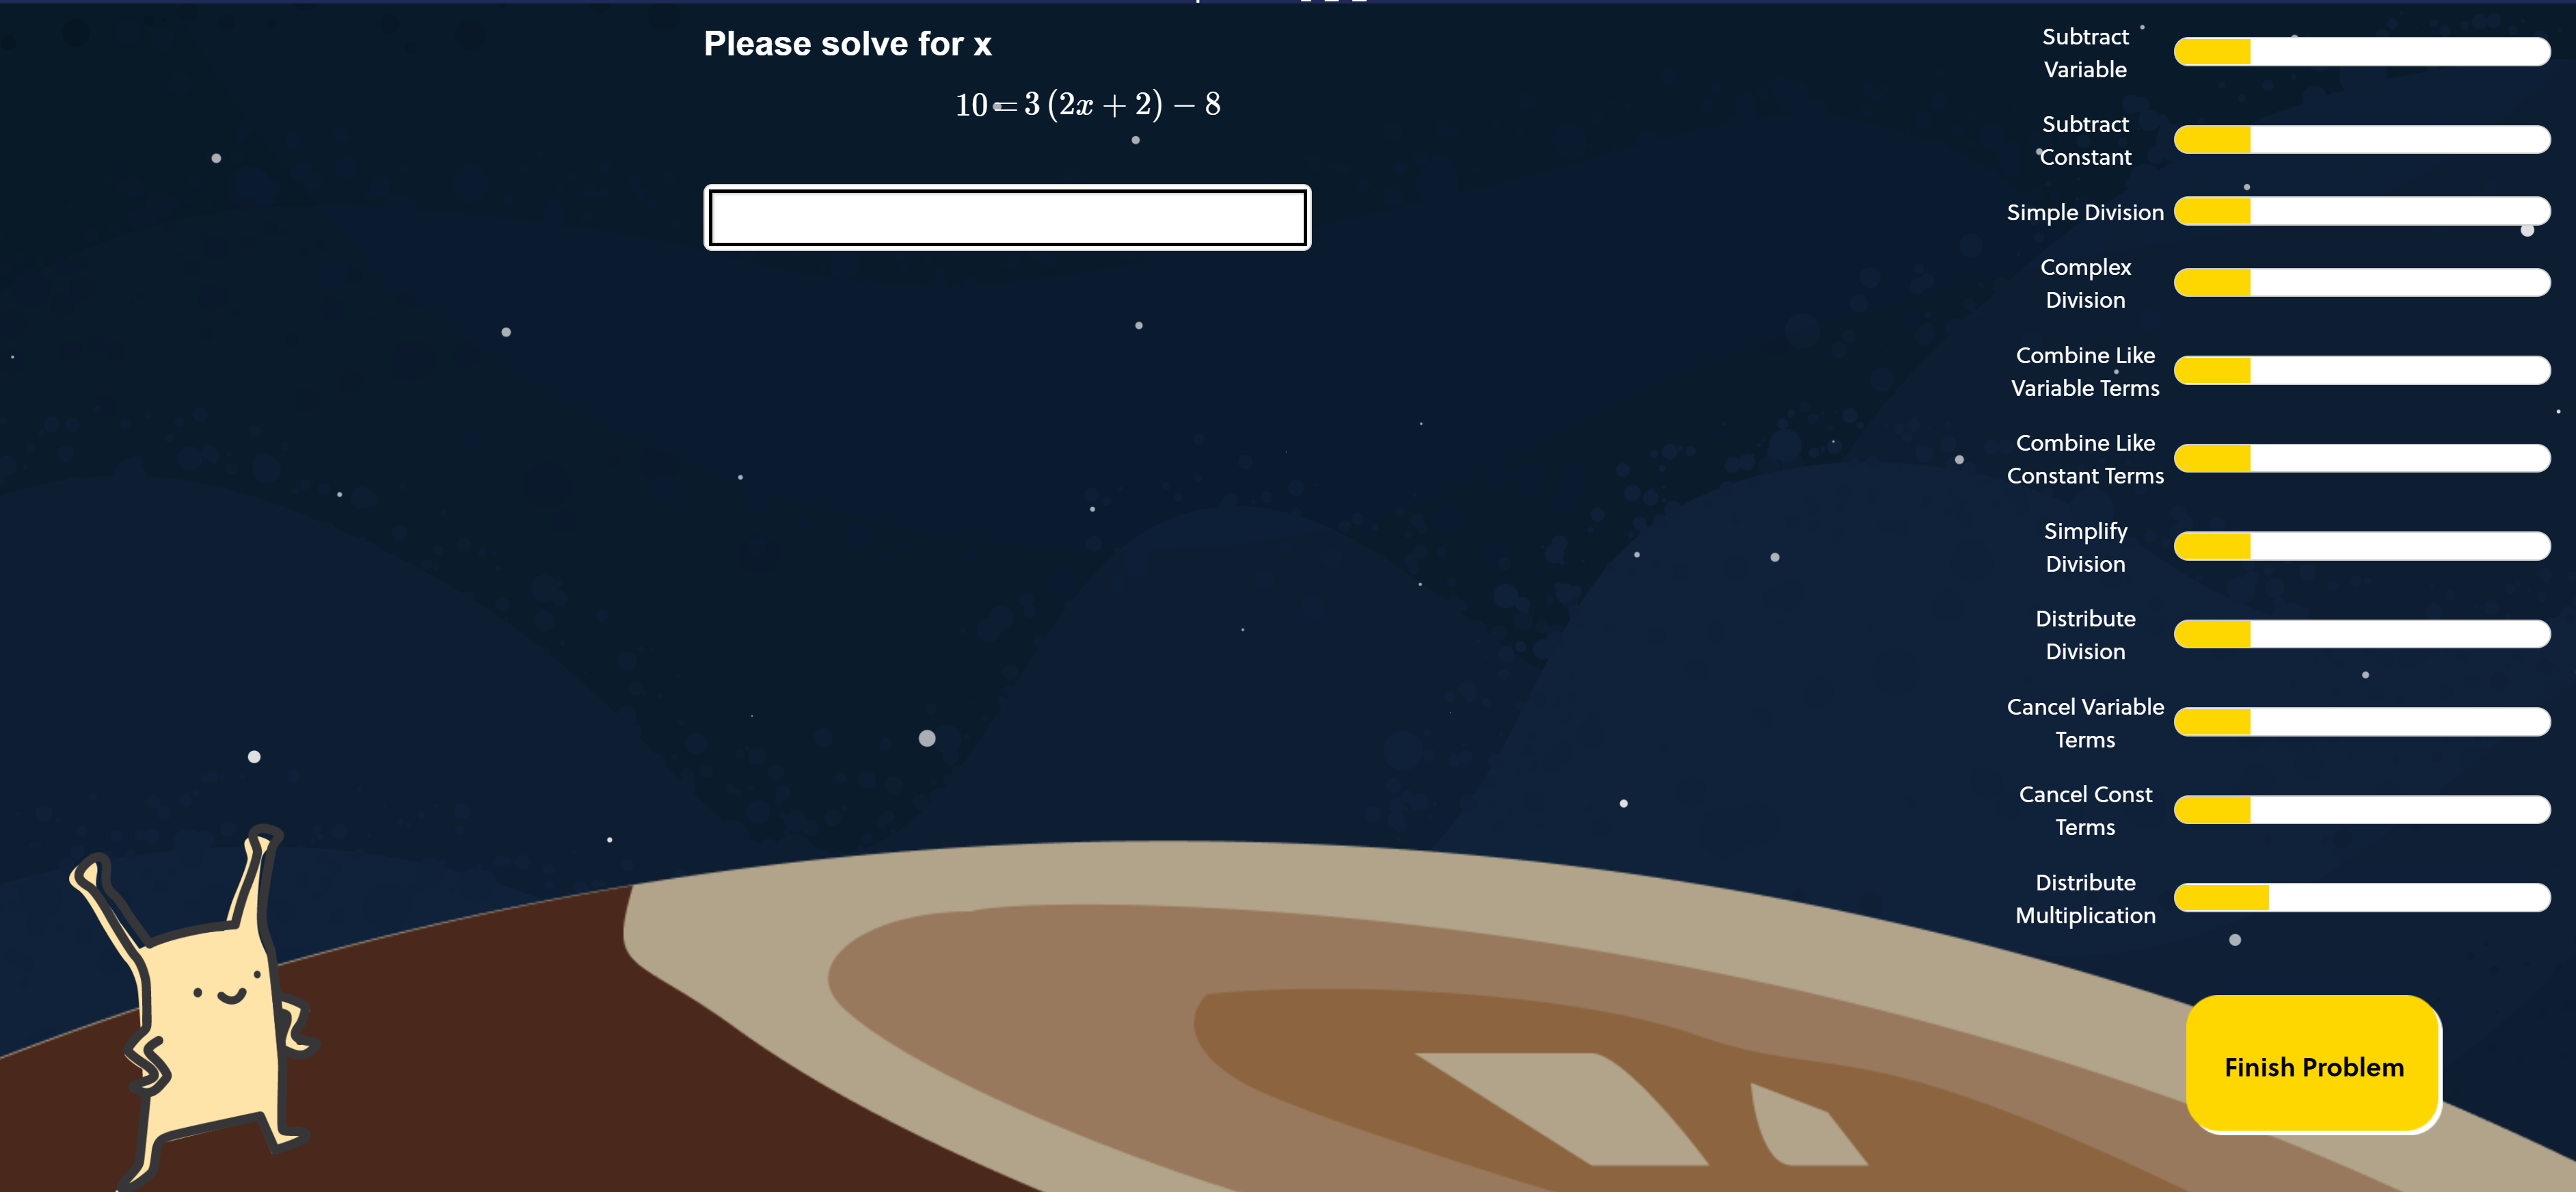 Please solve for x
10 = 3 (2x + 2) − 8
Subtract
Variable
Subtract
Constant
Simple Division
Complex
Division
Combine Like
Variable Terms
Combine Like
Constant Terms
Simplify
Division
Distribute
Division
Cancel Variable
Terms
Cancel Const
Terms
Distribute
Multiplication
Finish Problem